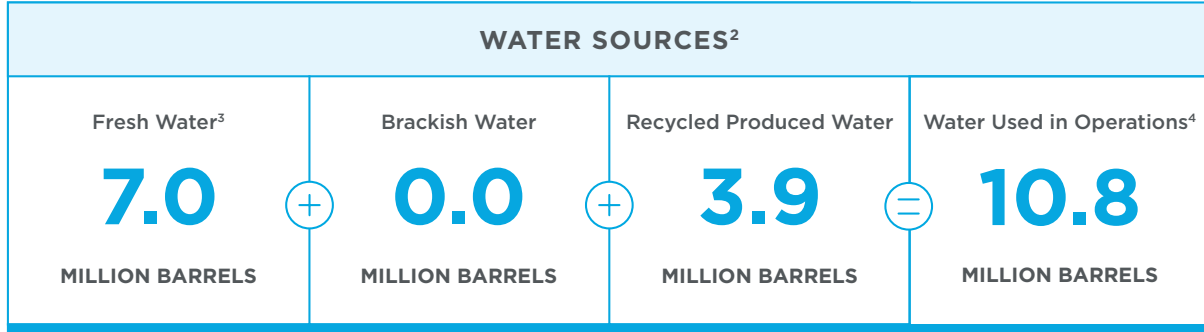 WATER SOURCES²
Fresh Water³
Brackish Water
Recycled Produced Water
Water Used in Operations⁴
7.0 + 0.0 + 3.9 = 10.8
MILLION BARRELS
MILLION BARRELS
MILLION BARRELS
MILLION BARRELS